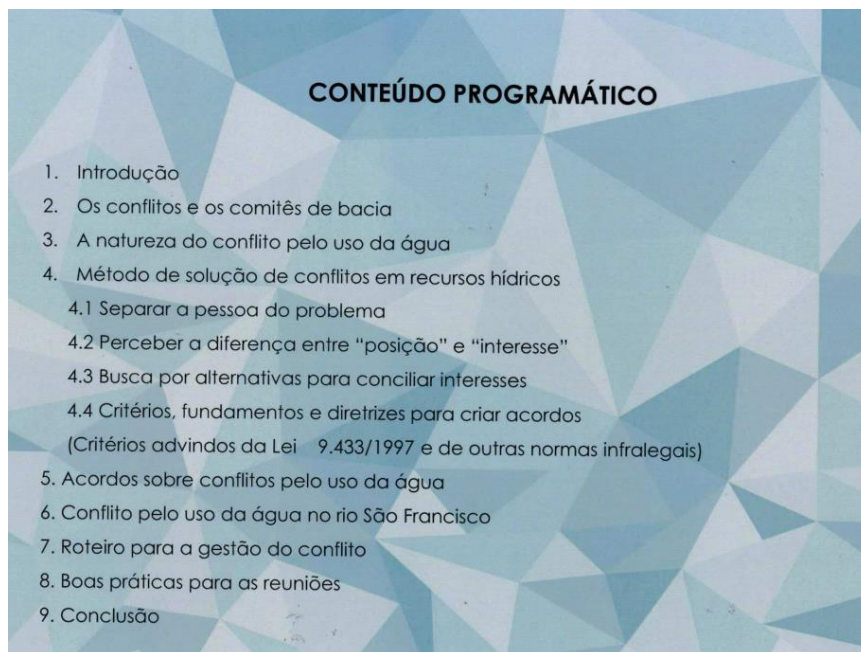 CONTEÚDO PROGRAMÁTICO
1. Introdução
2. Os conflitos e os comitês de bacia
3. A natureza do conflito pelo uso da água
4. Método de solução de conflitos em recursos hídricos
4.1 Separar a pessoa do problema
4.2 Perceber a diferença entre “posição” e “interesse”
4.3 Busca por alternativas para conciliar interesses
4.4 Critérios, fundamentos e diretrizes para criar acordos
(Critérios advindos da Lei 9.433/1997 e de outras normas infralegais)
5. Acordos sobre conflitos pelo uso da água
6. Conflito pelo uso da água no rio São Francisco
7. Roteiro para a gestão do conflito
8. Boas práticas para as reuniões
9. Conclusão